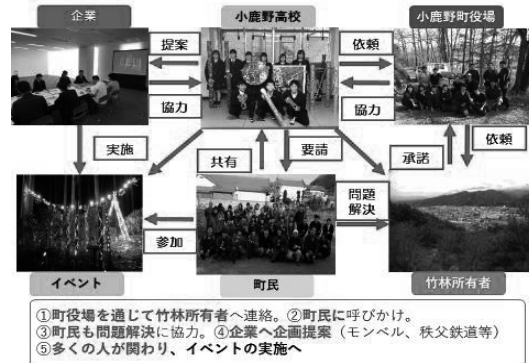 企業
小鹿野高校
小鹿野町役場
提案
依頼
協力
協力
実施
共有
要請
承諾
依頼
問題
解決
参加
イベント
町民
竹林所有者
①町役場を通じて竹林所有者へ連絡。②町民に呼びかけ。
③町民も問題解決に協力。④企業へ企画提案（モンベル、秩父鉄道等）
⑤多くの人が関わり、イベントの実施へ